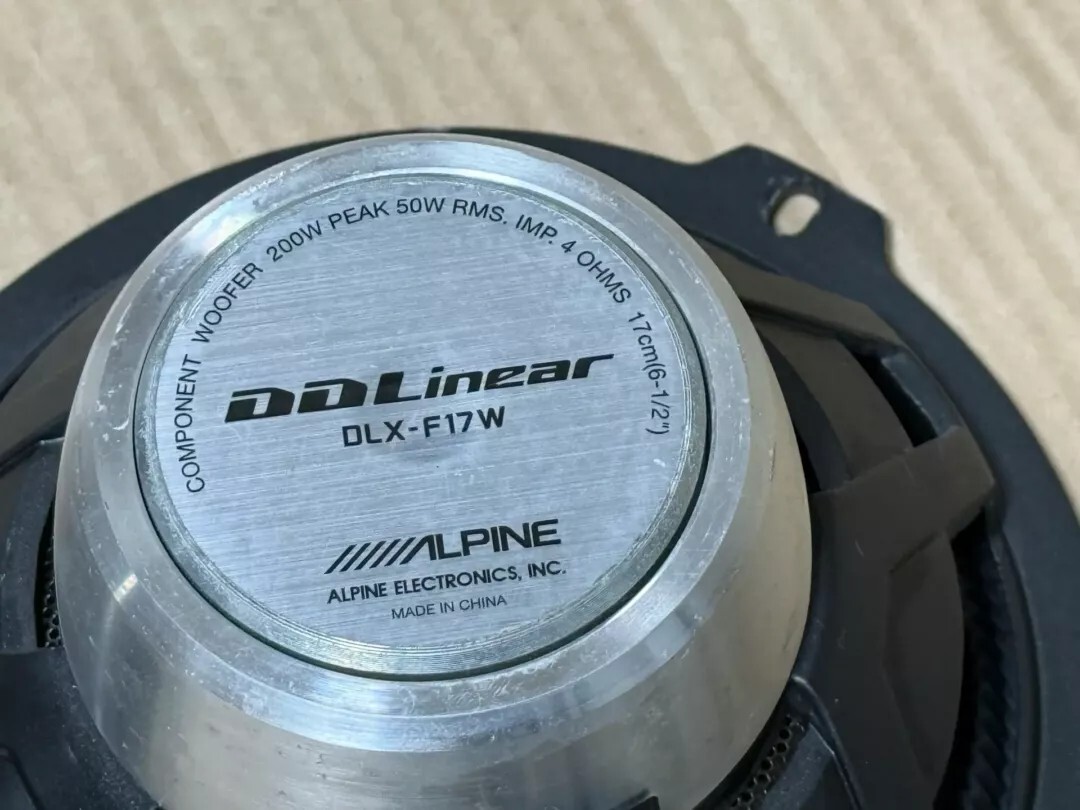 COMPONENT WOOFER 200W PEAK 50W RMS. IMP. 4 OHMS 17cm(6-1/2")
DDLinear
DLX-F17W
ALPINE
ALPINE ELECTRONICS, INC.
MADE IN CHINA